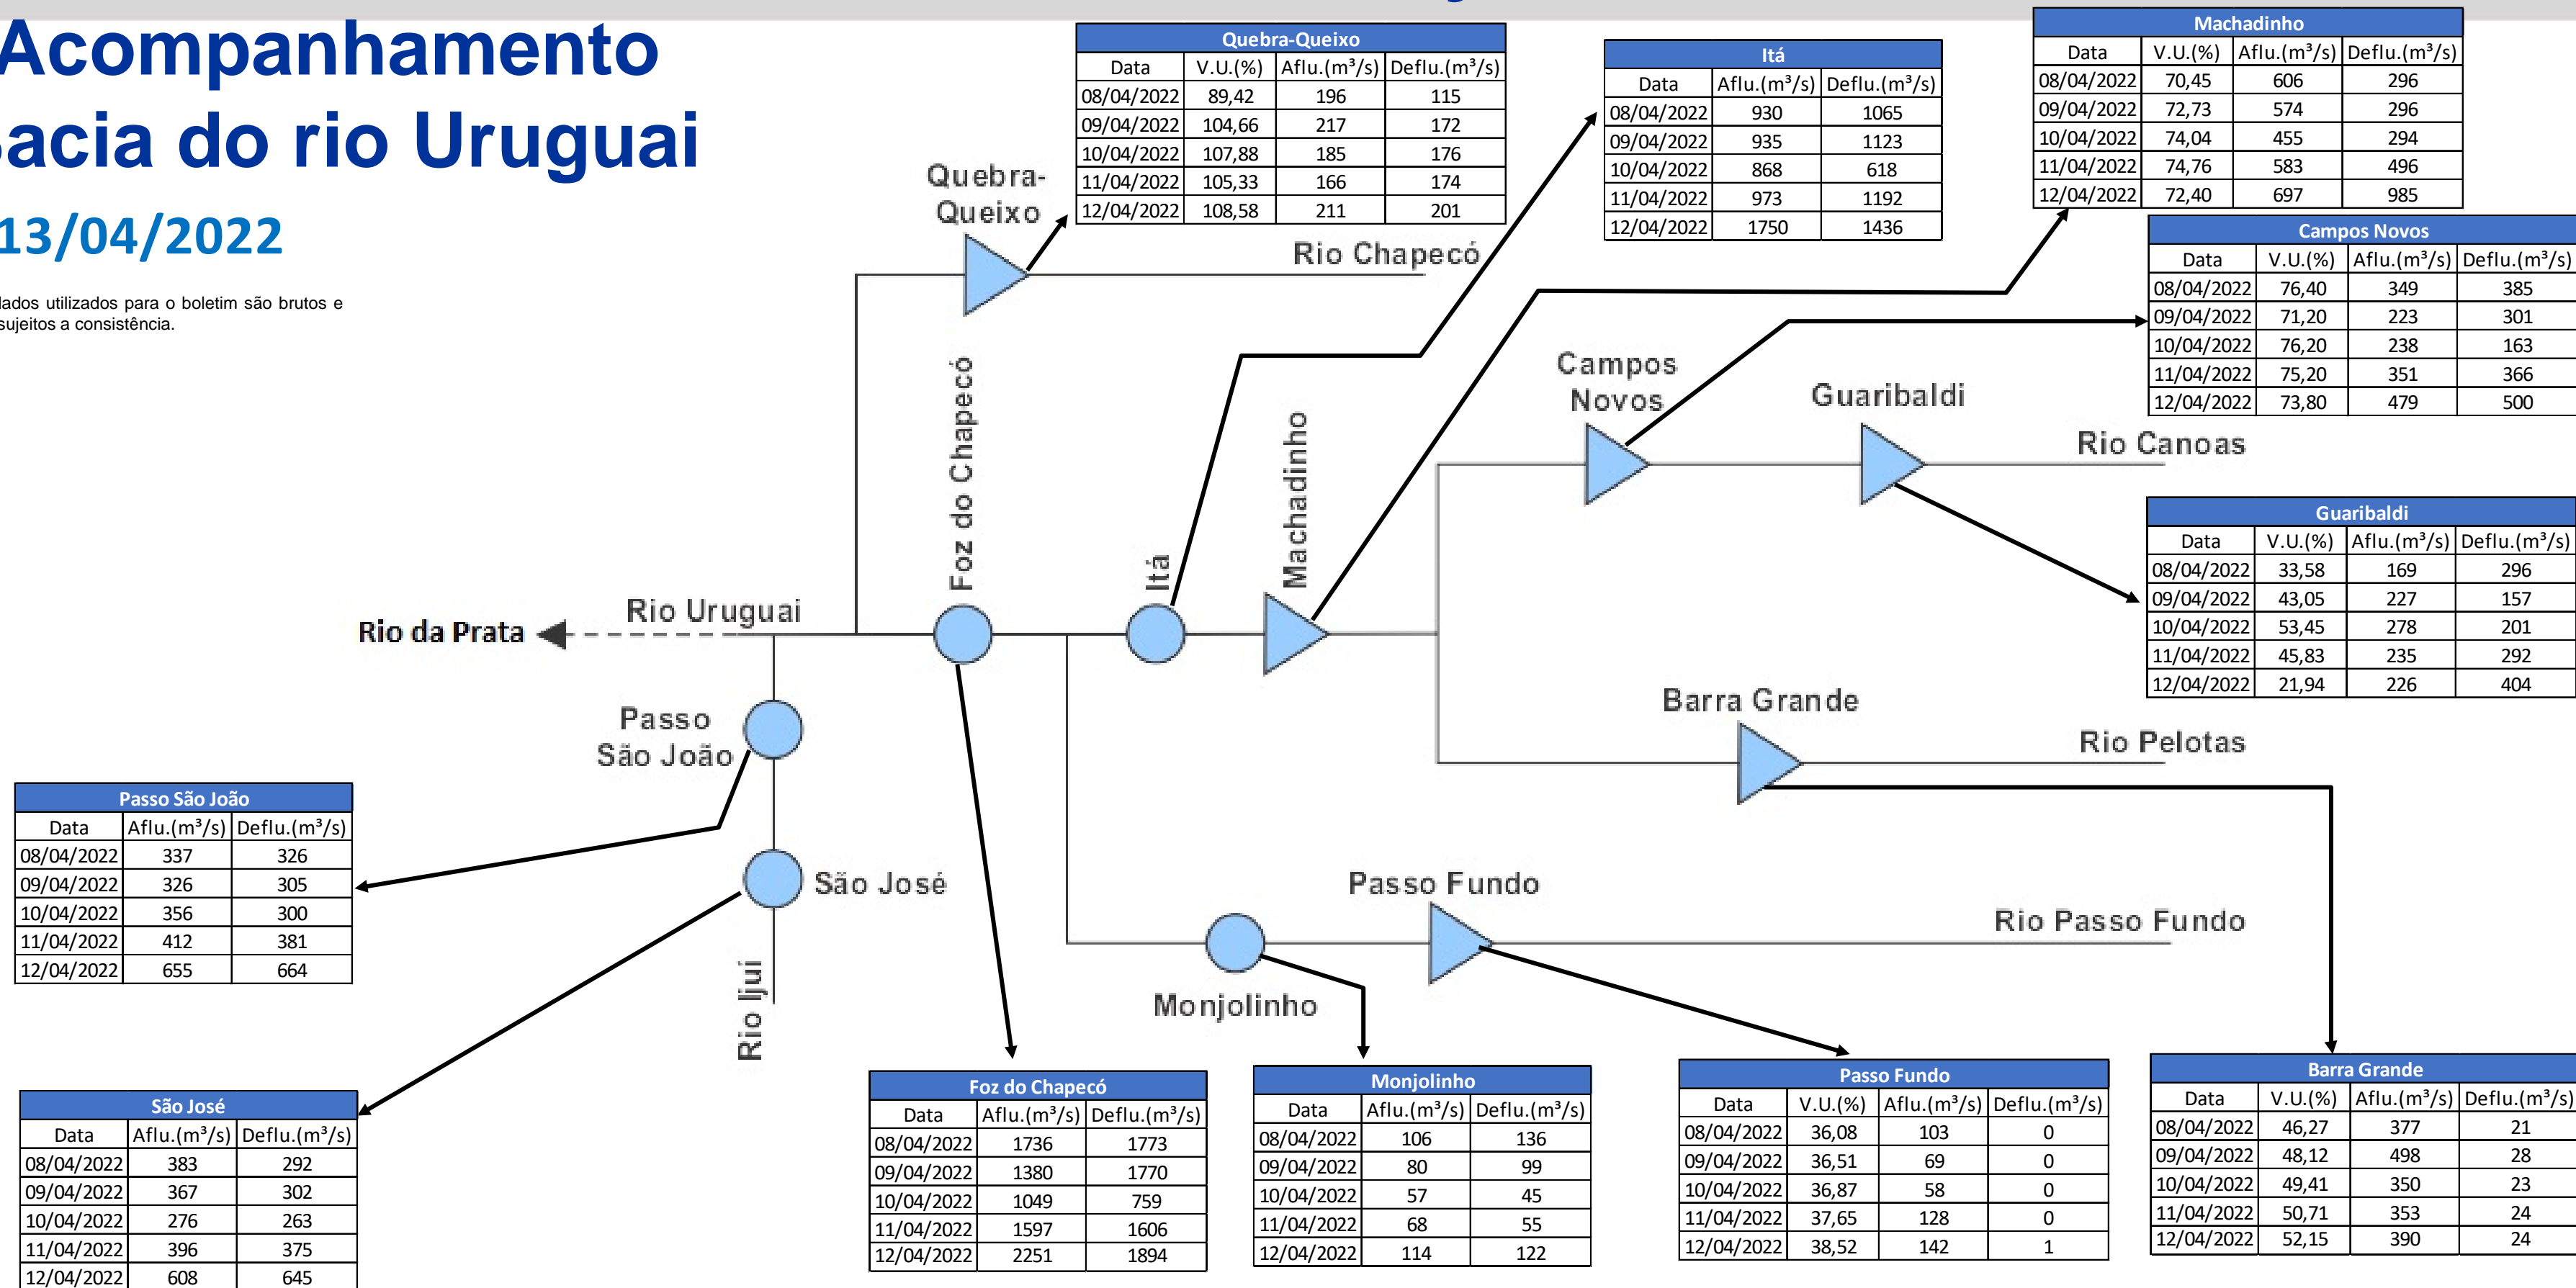 Acompanhamento
Bacia do rio Uruguai
13/04/2022
dados utilizados para o boletim são brutos e
sujeitos a consistência.
Quebra-Queixo
Data V.U.(%) Aflu.(m³/s) Deflu.(m³/s)
08/04/2022 89,42 196 115
09/04/2022 104,66 217 172
10/04/2022 107,88 185 176
11/04/2022 105,33 166 174
12/04/2022 108,58 211 201
Itá
Data Aflu.(m³/s) Deflu.(m³/s)
08/04/2022 930 1065
09/04/2022 935 1123
10/04/2022 868 618
11/04/2022 973 1192
12/04/2022 1750 1436
Machadinho
Data V.U.(%) Aflu.(m³/s) Deflu.(m³/s)
08/04/2022 70,45 606 296
09/04/2022 72,73 574 296
10/04/2022 74,04 455 294
11/04/2022 74,76 583 496
12/04/2022 72,40 697 985
Campos Novos
Data V.U.(%) Aflu.(m³/s) Deflu.(m³/s)
08/04/2022 76,40 349 385
09/04/2022 71,20 223 301
10/04/2022 76,20 238 163
11/04/2022 75,20 351 366
12/04/2022 73,80 479 500
Quebra-
Queixo
Rio Chapecó
Foz do Chapecó
Itá
Machadinho
Campos
Novos
Guaribaldi
Rio Canoas
Guaribaldi
Data V.U.(%) Aflu.(m³/s) Deflu.(m³/s)
08/04/2022 33,58 169 296
09/04/2022 43,05 227 157
10/04/2022 53,45 278 201
11/04/2022 45,83 235 292
12/04/2022 21,94 226 404
Rio da Prata
Rio Uruguai
Passo
São João
Barra Grande
Rio Pelotas
São José
Rio Ijuí
Passo Fundo
Rio Passo Fundo
Monjolinho
Passo São João
Data Aflu.(m³/s) Deflu.(m³/s)
08/04/2022 337 326
09/04/2022 326 305
10/04/2022 356 300
11/04/2022 412 381
12/04/2022 655 664
São José
Data Aflu.(m³/s) Deflu.(m³/s)
08/04/2022 383 292
09/04/2022 367 302
10/04/2022 276 263
11/04/2022 396 375
12/04/2022 608 645
Foz do Chapecó
Data Aflu.(m³/s) Deflu.(m³/s)
08/04/2022 1736 1773
09/04/2022 1380 1770
10/04/2022 1049 759
11/04/2022 1597 1606
12/04/2022 2251 1894
Monjolinho
Data Aflu.(m³/s) Deflu.(m³/s)
08/04/2022 106 136
09/04/2022 80 99
10/04/2022 57 45
11/04/2022 68 55
12/04/2022 114 122
Passo Fundo
Data V.U.(%) Aflu.(m³/s) Deflu.(m³/s)
08/04/2022 36,08 103 0
09/04/2022 36,51 69 0
10/04/2022 36,87 58 0
11/04/2022 37,65 128 0
12/04/2022 38,52 142 1
Barra Grande
Data V.U.(%) Aflu.(m³/s) Deflu.(m³/s)
08/04/2022 46,27 377 21
09/04/2022 48,12 498 28
10/04/2022 49,41 350 23
11/04/2022 50,71 353 24
12/04/2022 52,15 390 24